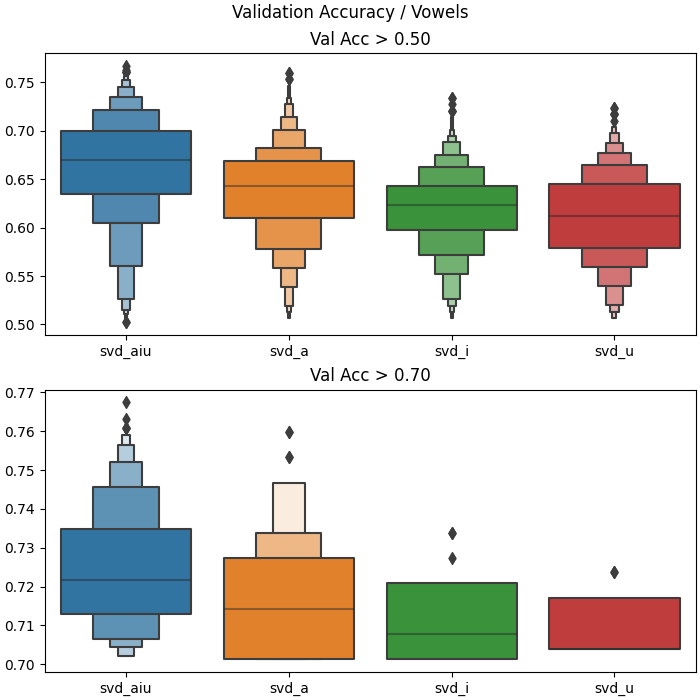 Validation Accuracy / Vowels
Val Acc > 0.50
0.75
0.70
0.65
0.60
0.55
0.50
svd_aiu svd_a svd_i svd_u
Val Acc > 0.70
0.77
0.76
0.75
0.74
0.73
0.72
0.71
0.70
svd_aiu svd_a svd_i svd_u